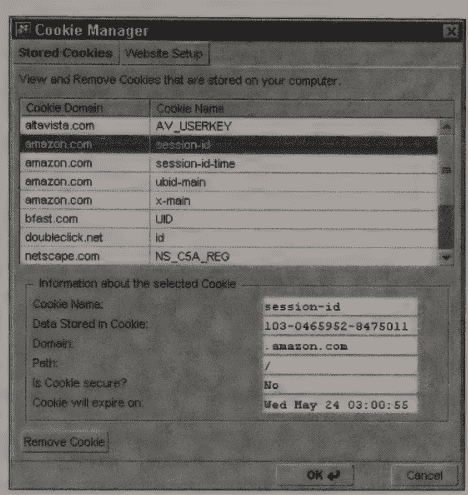 Cookie Manager
Stored Cookies Website Setup
View and Remove Cookies that are stored on your computer.
Cookie Domain Cookie Name
altavista.com AV_USERKEY
amazon.com session-id
amazon.com session-id-time
amazon.com ubid-main
amazon.com x-main
bfast.com UID
doubleclick.net id
netscape.com NS_C5A_REG
Information about the selected Cookie
Cookie Name: session-id
Data Stored in Cookie: 103-0465952-8475011
Domain: .amazon.com
Path: /
Is Cookie secure? No
Cookie will expire on: Wed May 24 03:00:55
Remove Cookie
OK Cancel